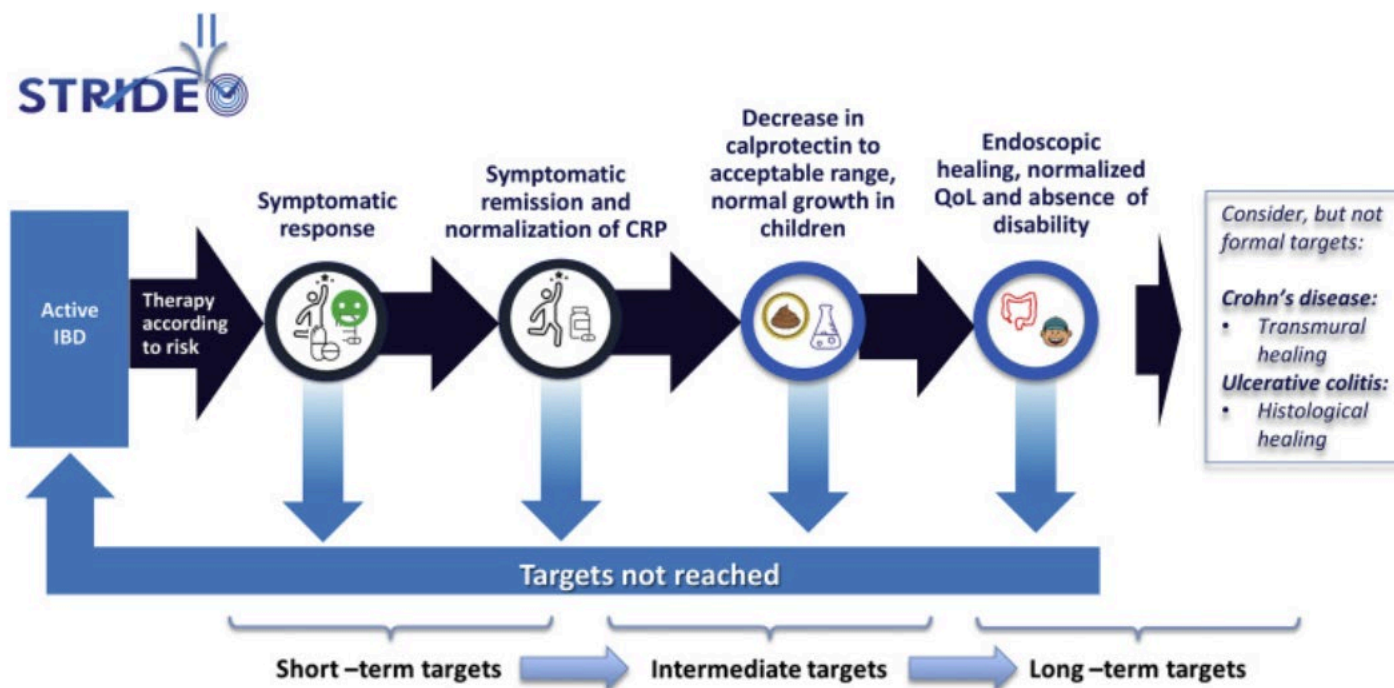 II
STRIDE
Symptomatic
response
Symptomatic
remission and
normalization of CRP
Decrease in
calprotectin to
acceptable range,
normal growth in
children
Endoscopic
healing, normalized
QoL and absence of
disability
Active
IBD
Therapy
according
to risk
Consider, but not
formal targets:
Crohn's disease:
• Transmural
healing
Ulcerative colitis:
• Histological
healing
Targets not reached
Short –term targets
Intermediate targets
Long –term targets